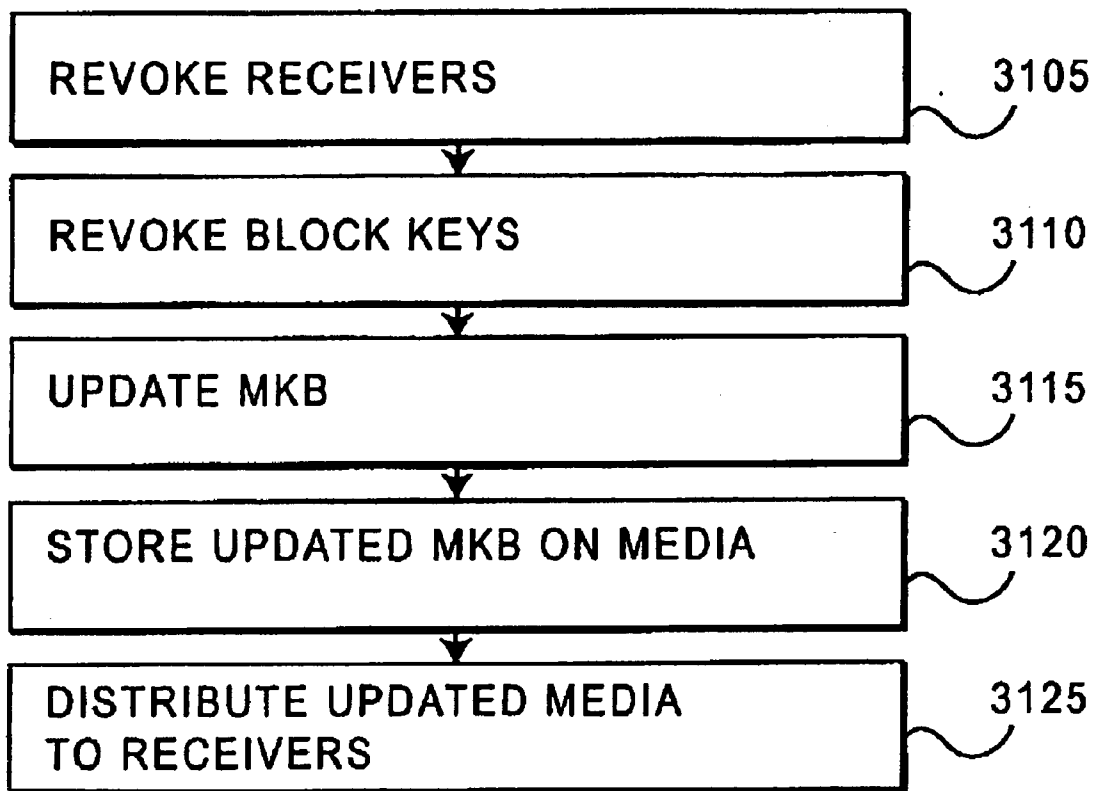 REVOKE RECEIVERS
3105
REVOKE BLOCK KEYS
3110
UPDATE MKB
3115
STORE UPDATED MKB ON MEDIA
3120
DISTRIBUTE UPDATED MEDIA
TO RECEIVERS
3125